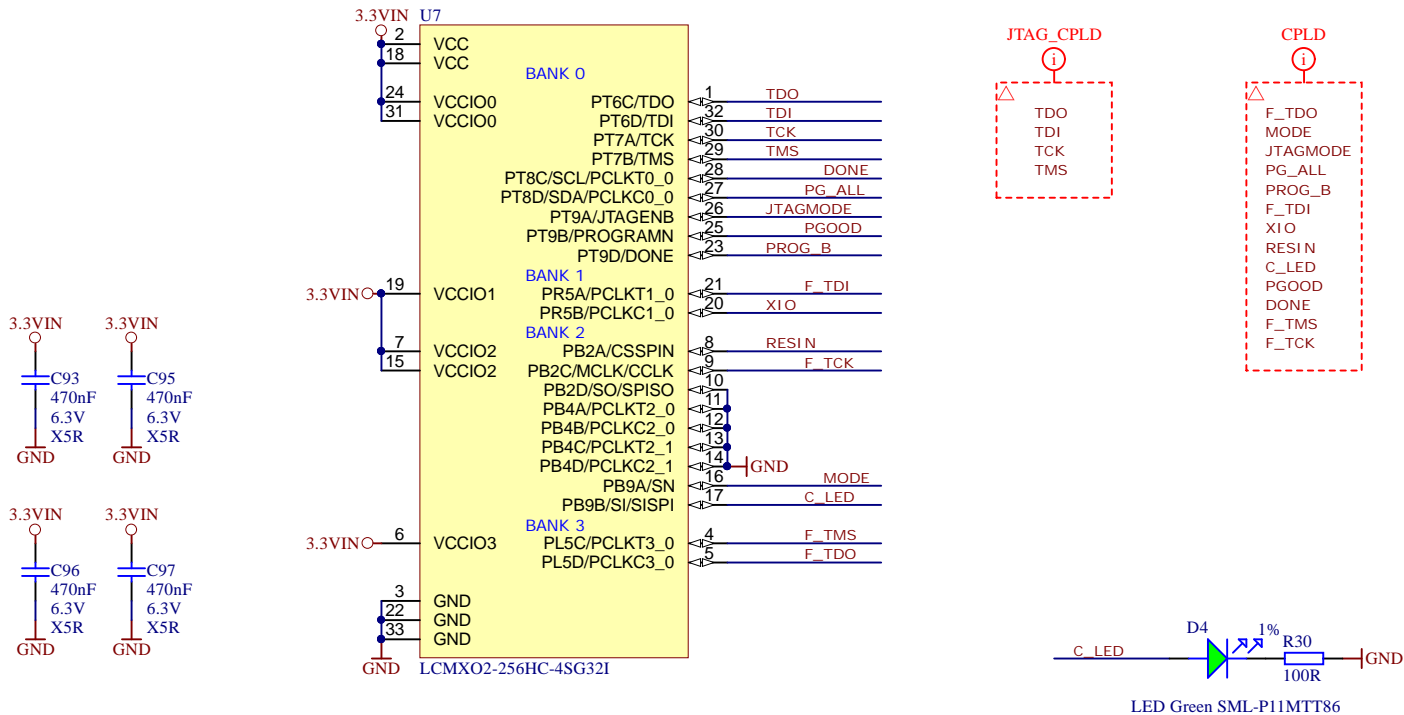 3.3VIN
U7
2 VCC
18 VCC
BANK 0
24 VCCIO0
31 VCCIO0
PT6C/TDO 1 TDO
PT6D/TDI 32 TDI
PT7A/TCK 30 TCK
PT7B/TMS 29 TMS
PT8C/SCL/PCLKT0_0 28 DONE
PT8D/SDA/PCLKC0_0 27 PG_ALL
PT9A/JTAGENB 26 JTAGMODE
PT9B/PROGRAMN 25 PGOOD
PT9D/DONE 23 PROG_B
BANK 1
3.3VIN 19 VCCIO1
PR5A/PCLKT1_0 21 F_TDI
PR5B/PCLKC1_0 20 XIO
BANK 2
7 VCCIO2
15 VCCIO2
PB2A/CSSPIN 8 RESIN
PB2C/MCLK/CCLK 9 F_TCK
PB2D/SO/SPISO 10
PB4A/PCLKT2_0 11
PB4B/PCLKC2_0 12
PB4C/PCLKT2_1 13
PB4D/PCLKC2_1 14 GND
PB9A/SN 16 MODE
PB9B/SI/SISPI 17 C_LED
BANK 3
3.3VIN 6 VCCIO3
PL5C/PCLKT3_0 4 F_TMS
PL5D/PCLKC3_0 5 F_TDO
3 GND
22 GND
33 GND
GND
LCMXO2-256HC-4SG32I
3.3VIN
C93
470nF
6.3V
X5R
GND
3.3VIN
C95
470nF
6.3V
X5R
GND
3.3VIN
C96
470nF
6.3V
X5R
GND
3.3VIN
C97
470nF
6.3V
X5R
GND
JTAG_CPLD
i
TDO
TDI
TCK
TMS
CPLD
i
F_TDO
MODE
JTAGMODE
PG_ALL
PROG_B
F_TDI
XIO
RESIN
C_LED
PGOOD
DONE
F_TMS
F_TCK
C_LED
D4
1%
R30
100R
GND
LED Green SML-P11MTT86